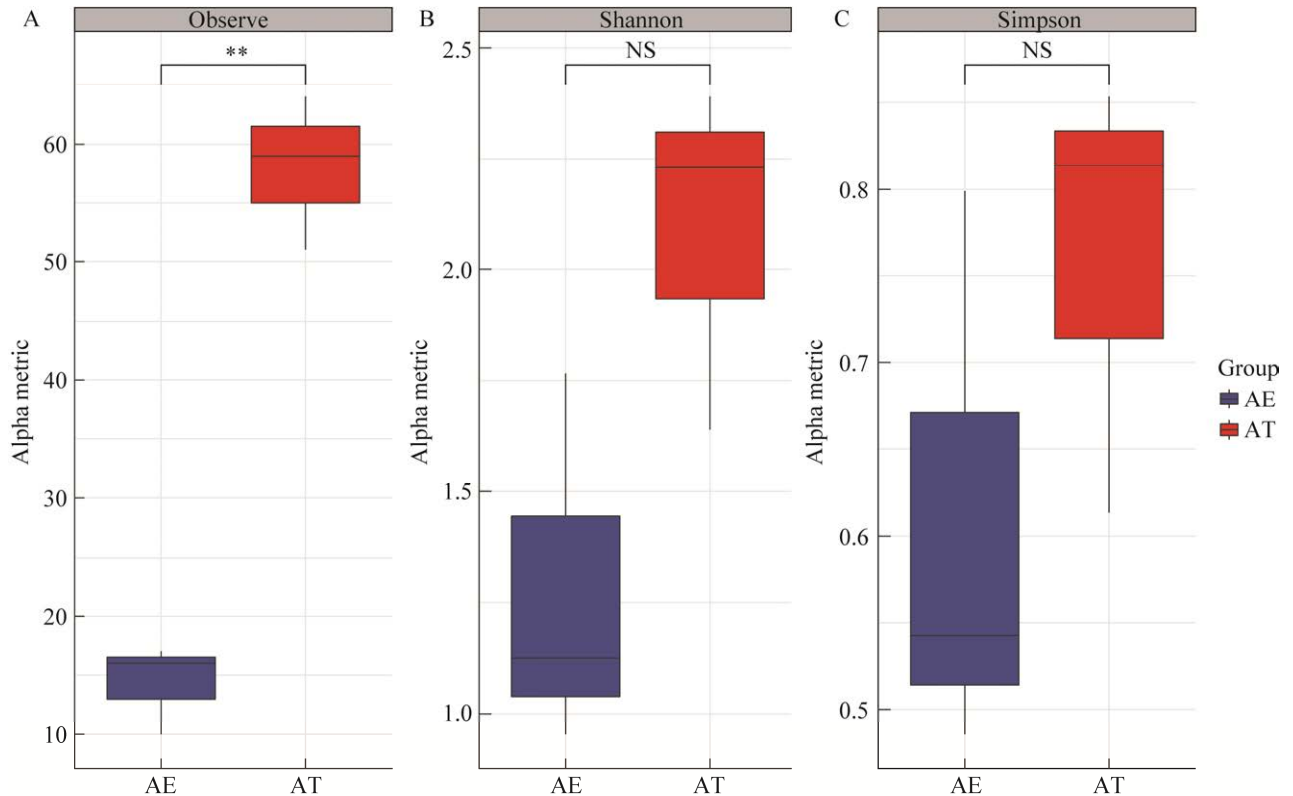 A
Observe
**
60
50
40
30
20
10
Alpha metric
AE
AT
B
Shannon
NS
2.5
2.0
1.5
1.0
Alpha metric
AE
AT
C
Simpson
NS
0.8
0.7
0.6
0.5
Alpha metric
AE
AT
Group
AE
AT